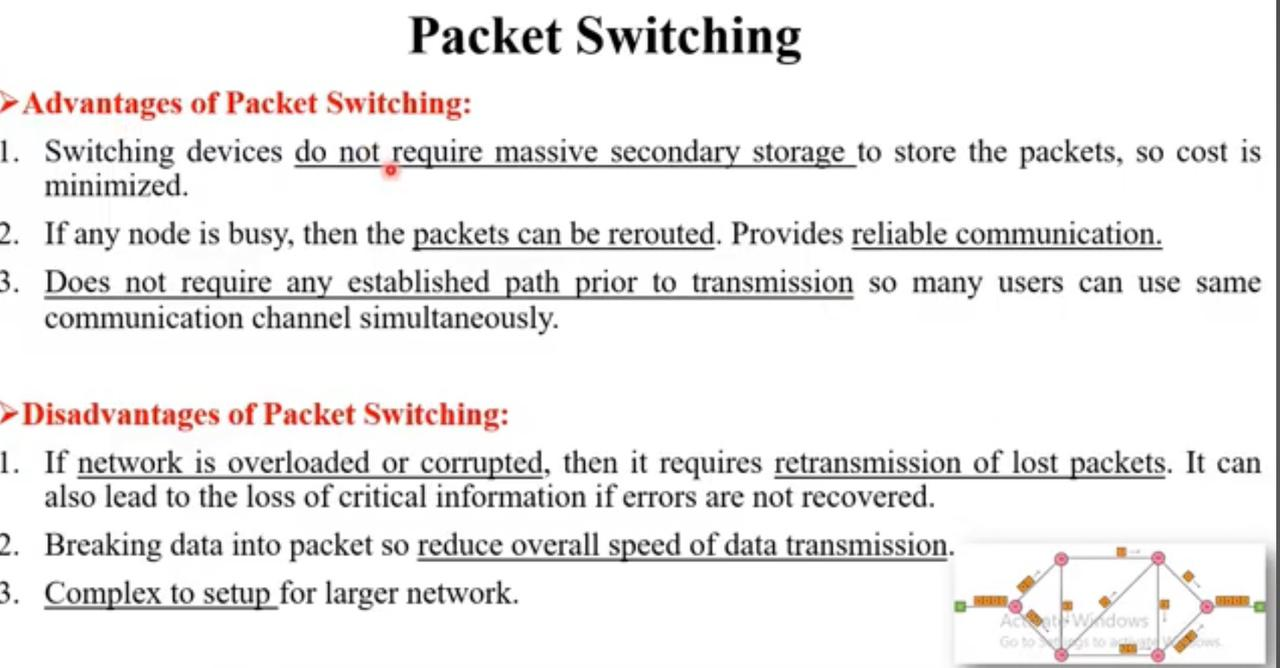 Packet Switching
➢Advantages of Packet Switching:
1. Switching devices do not require massive secondary storage to store the packets, so cost is
minimized.
2. If any node is busy, then the packets can be rerouted. Provides reliable communication.
3. Does not require any established path prior to transmission so many users can use same
communication channel simultaneously.
➢Disadvantages of Packet Switching:
1. If network is overloaded or corrupted, then it requires retransmission of lost packets. It can
also lead to the loss of critical information if errors are not recovered.
2. Breaking data into packet so reduce overall speed of data transmission.
3. Complex to setup for larger network.
Activate Windows
Go to Settings to activate Windows.